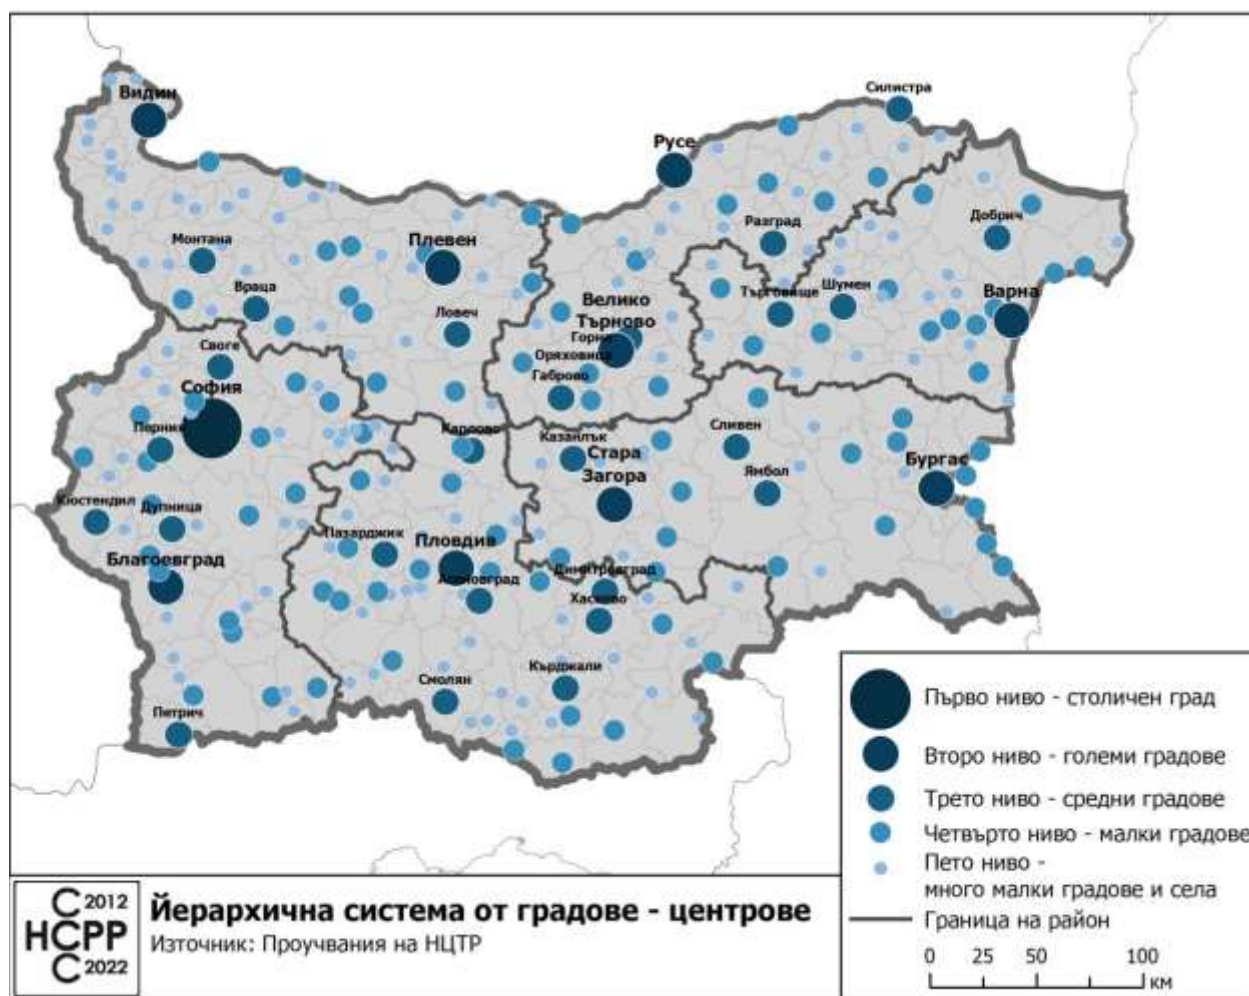 Видин
Силистра
Русе
Добрич
Разград
Монтана
Плевен
Враца
Търговище
Шумен
Варна
Велико
Търново
Ловеч
Горна
Оряховица
Своге
Габрово
София
Перник
Карлово
Казанлък
Стара
Загора
Сливен
Ямбол
Бургас
Кюстендил
Дупница
Пазарджик
Пловдив
Благоевград
Асеновград
Димитровград
Хасково
Смолян
Кърджали
Петрич
Първо ниво - столичен град
Второ ниво - големи градове
Трето ниво - средни градове
Четвърто ниво - малки градове
Пето ниво -
много малки градове и села
Граница на район
0 25 50 100
км
С 2012
НСРР
С 2022
Йерархична система от градове - центрове
Източник: Проучвания на НЦТР